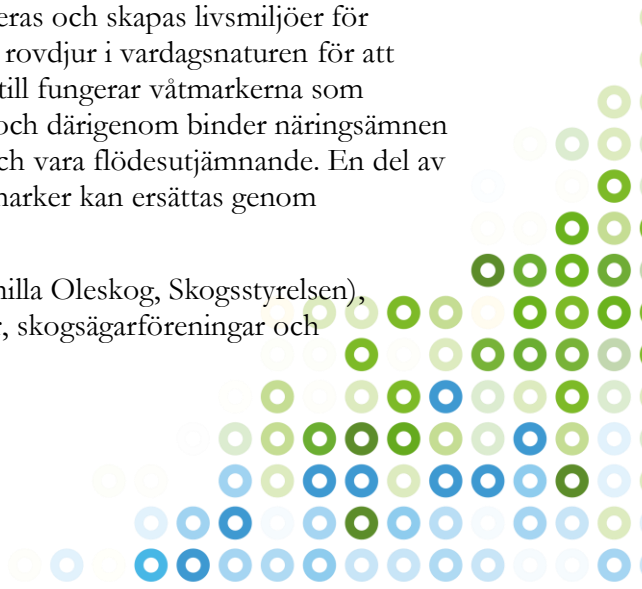 eras och skapas livsmiljöer för
rovdjur i vardagsnaturen för att
till fungerar våtmarkerna som
och därigenom binder näringsämnen
ch vara flödesutjämnande. En del av
marker kan ersättas genom
milla Oleskog, Skogsstyrelsen),
r, skogsägarföreningar och